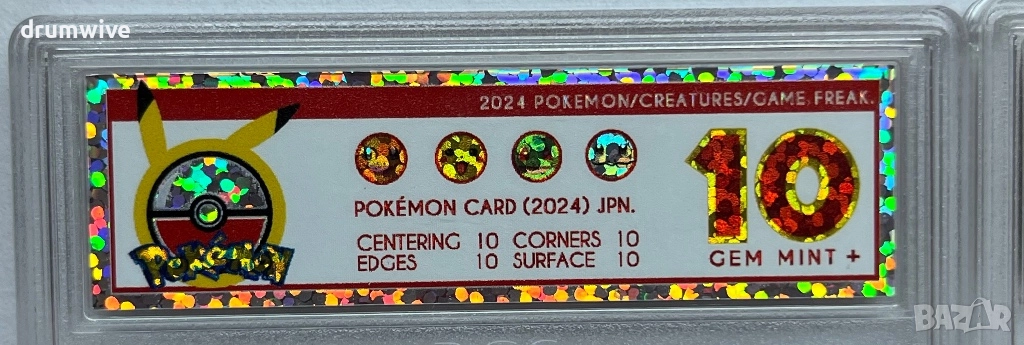 drumwive
2024 POKEMON/CREATURES/GAME FREAK.
POKÉMON CARD (2024) JPN.
CENTERING 10 CORNERS 10
EDGES 10 SURFACE 10
10
GEM MINT +
POKéMON
BAZAR